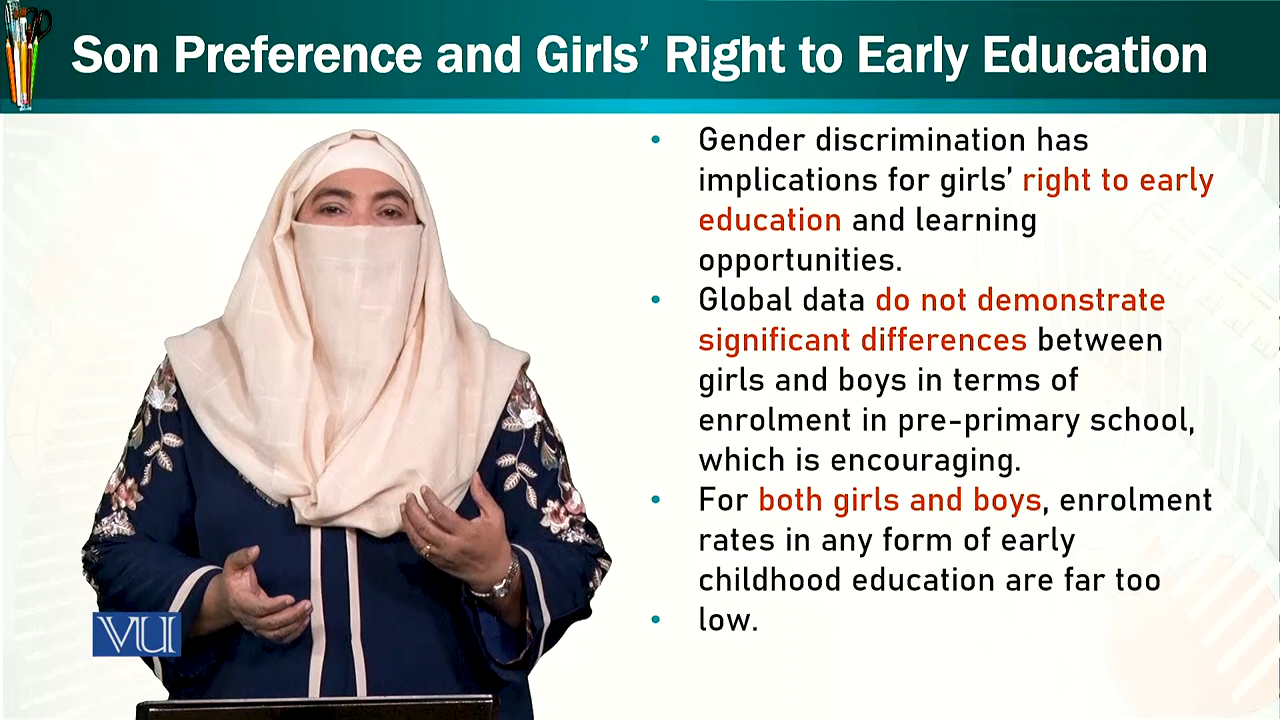 Son Preference and Girls’ Right to Early Education
• Gender discrimination has
implications for girls’ right to early
education and learning
opportunities.
• Global data do not demonstrate
significant differences between
girls and boys in terms of
enrolment in pre-primary school,
which is encouraging.
• For both girls and boys, enrolment
rates in any form of early
childhood education are far too
• low.
VU